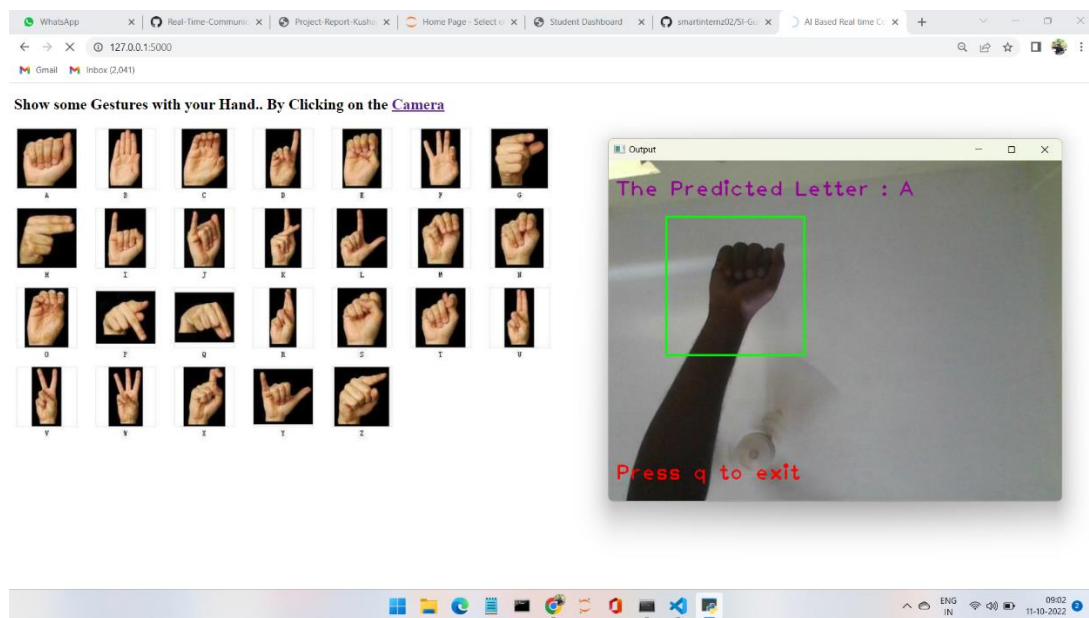 WhatsApp
Real-Time-Communic
Project-Report-Kusha
Home Page - Select o
Student Dashboard
smartinternz02/SI-Gu
AI Based Real time Co
127.0.0.1:5000
Gmail
Inbox (2,041)
Show some Gestures with your Hand.. By Clicking on the Camera
A B C D E F G
H I J K L M N
O P Q R S T U
V W X Y Z
Output
The Predicted Letter : A
Press q to exit
ENG
IN
09:02
11-10-2022
2